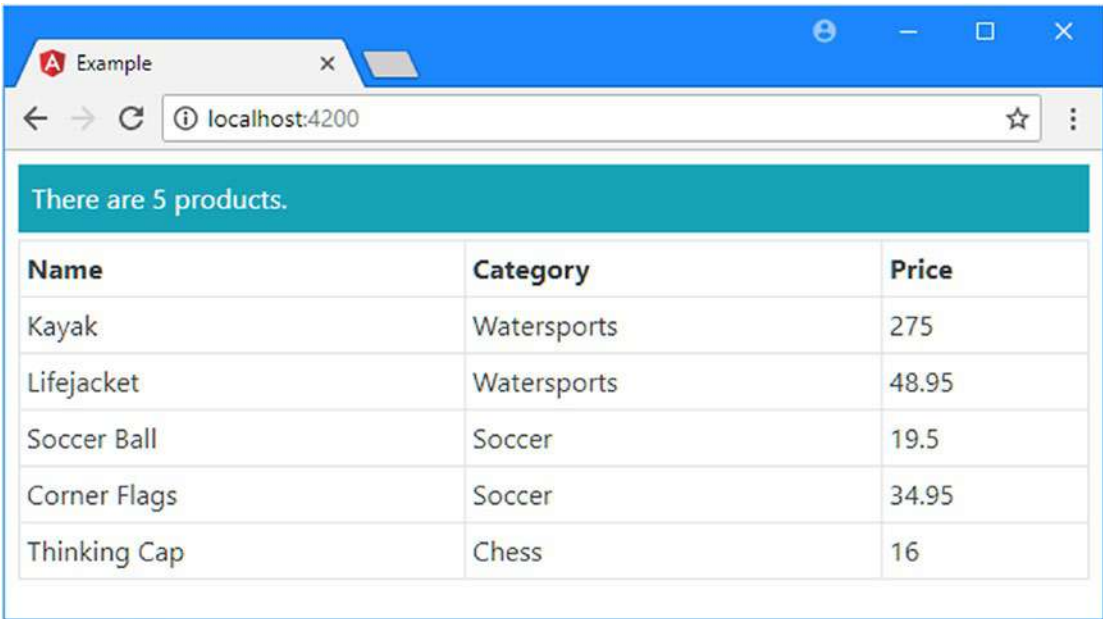 Example
localhost:4200
There are 5 products.
Name Category Price
Kayak Watersports 275
Lifejacket Watersports 48.95
Soccer Ball Soccer 19.5
Corner Flags Soccer 34.95
Thinking Cap Chess 16